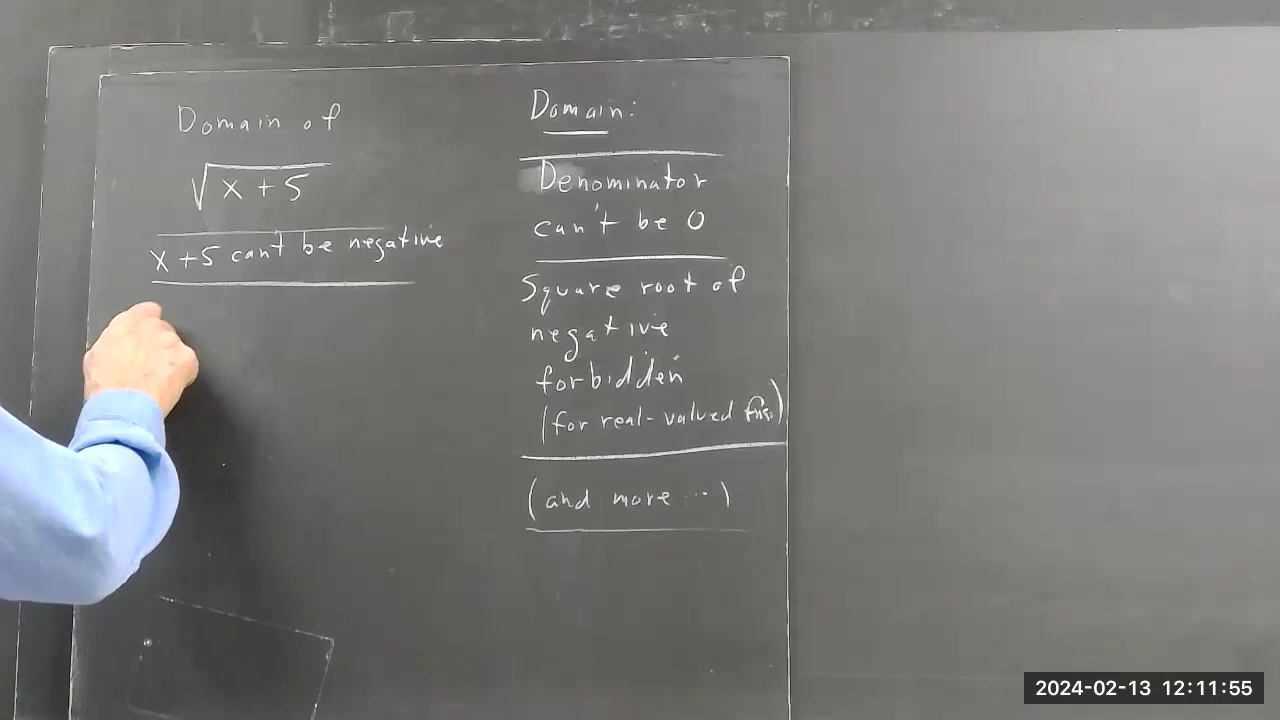 Domain of
√x+5
x+5 can't be negative
Domain:
Denominator
can't be 0
Square root of
negative
forbidden
(for real-valued fns.)
(and more ...)
2024-02-13 12:11:55